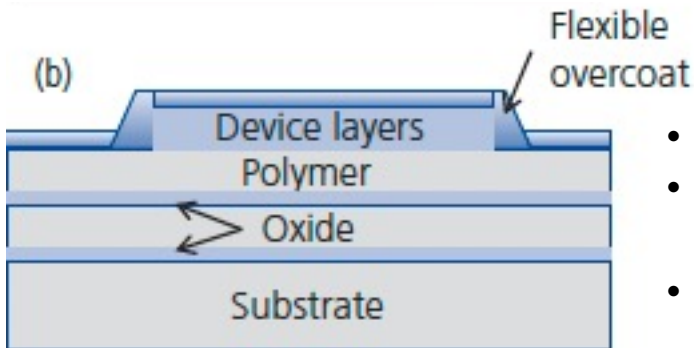 Flexible
(b)
overcoat
Device layers
Polymer
Oxide
Substrate